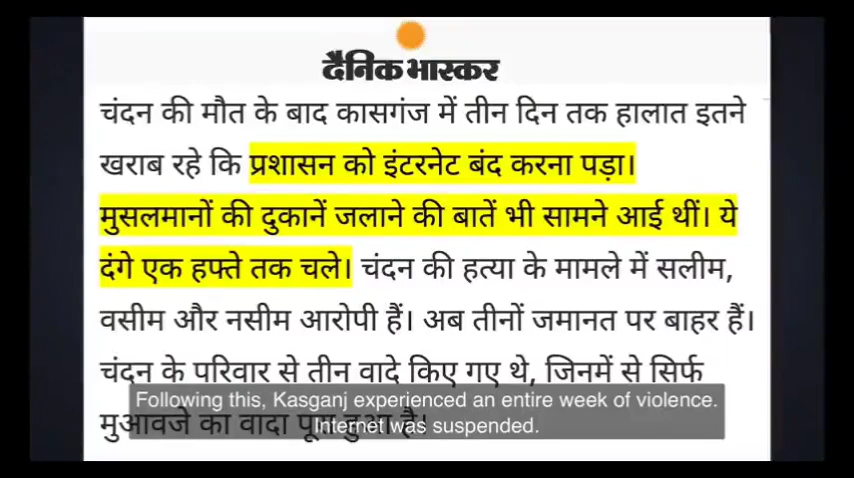 दैनिक भास्कर
चंदन की मौत के बाद कासगंज में तीन दिन तक हालात इतने
खराब रहे कि प्रशासन को इंटरनेट बंद करना पड़ा।
मुसलमानों की दुकानें जलाने की बातें भी सामने आई थीं। ये
दंगे एक हफ्ते तक चले। चंदन की हत्या के मामले में सलीम,
वसीम और नसीम आरोपी हैं। अब तीनों जमानत पर बाहर हैं।
चंदन के परिवार से तीन वादे किए गए थे, जिनमें से सिर्फ
मुआवजे का वादा पूरा हुआ है।
Following this, Kasganj experienced an entire week of violence.
Internet was suspended.